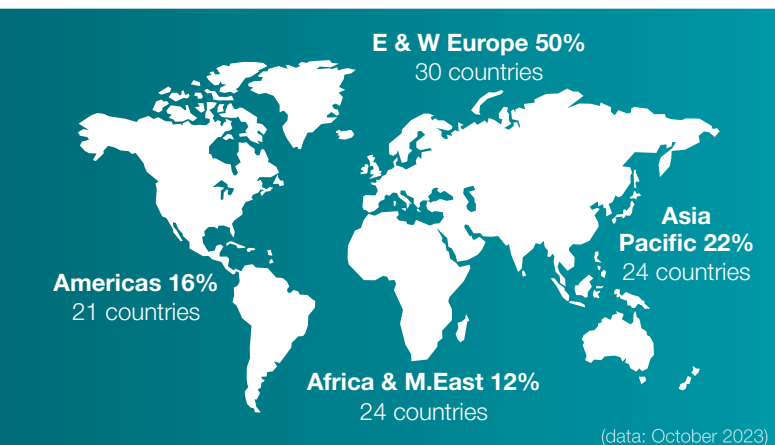 E & W Europe 50%
30 countries
Asia
Pacific 22%
24 countries
Americas 16%
21 countries
Africa & M.East 12%
24 countries
(data: October 2023)